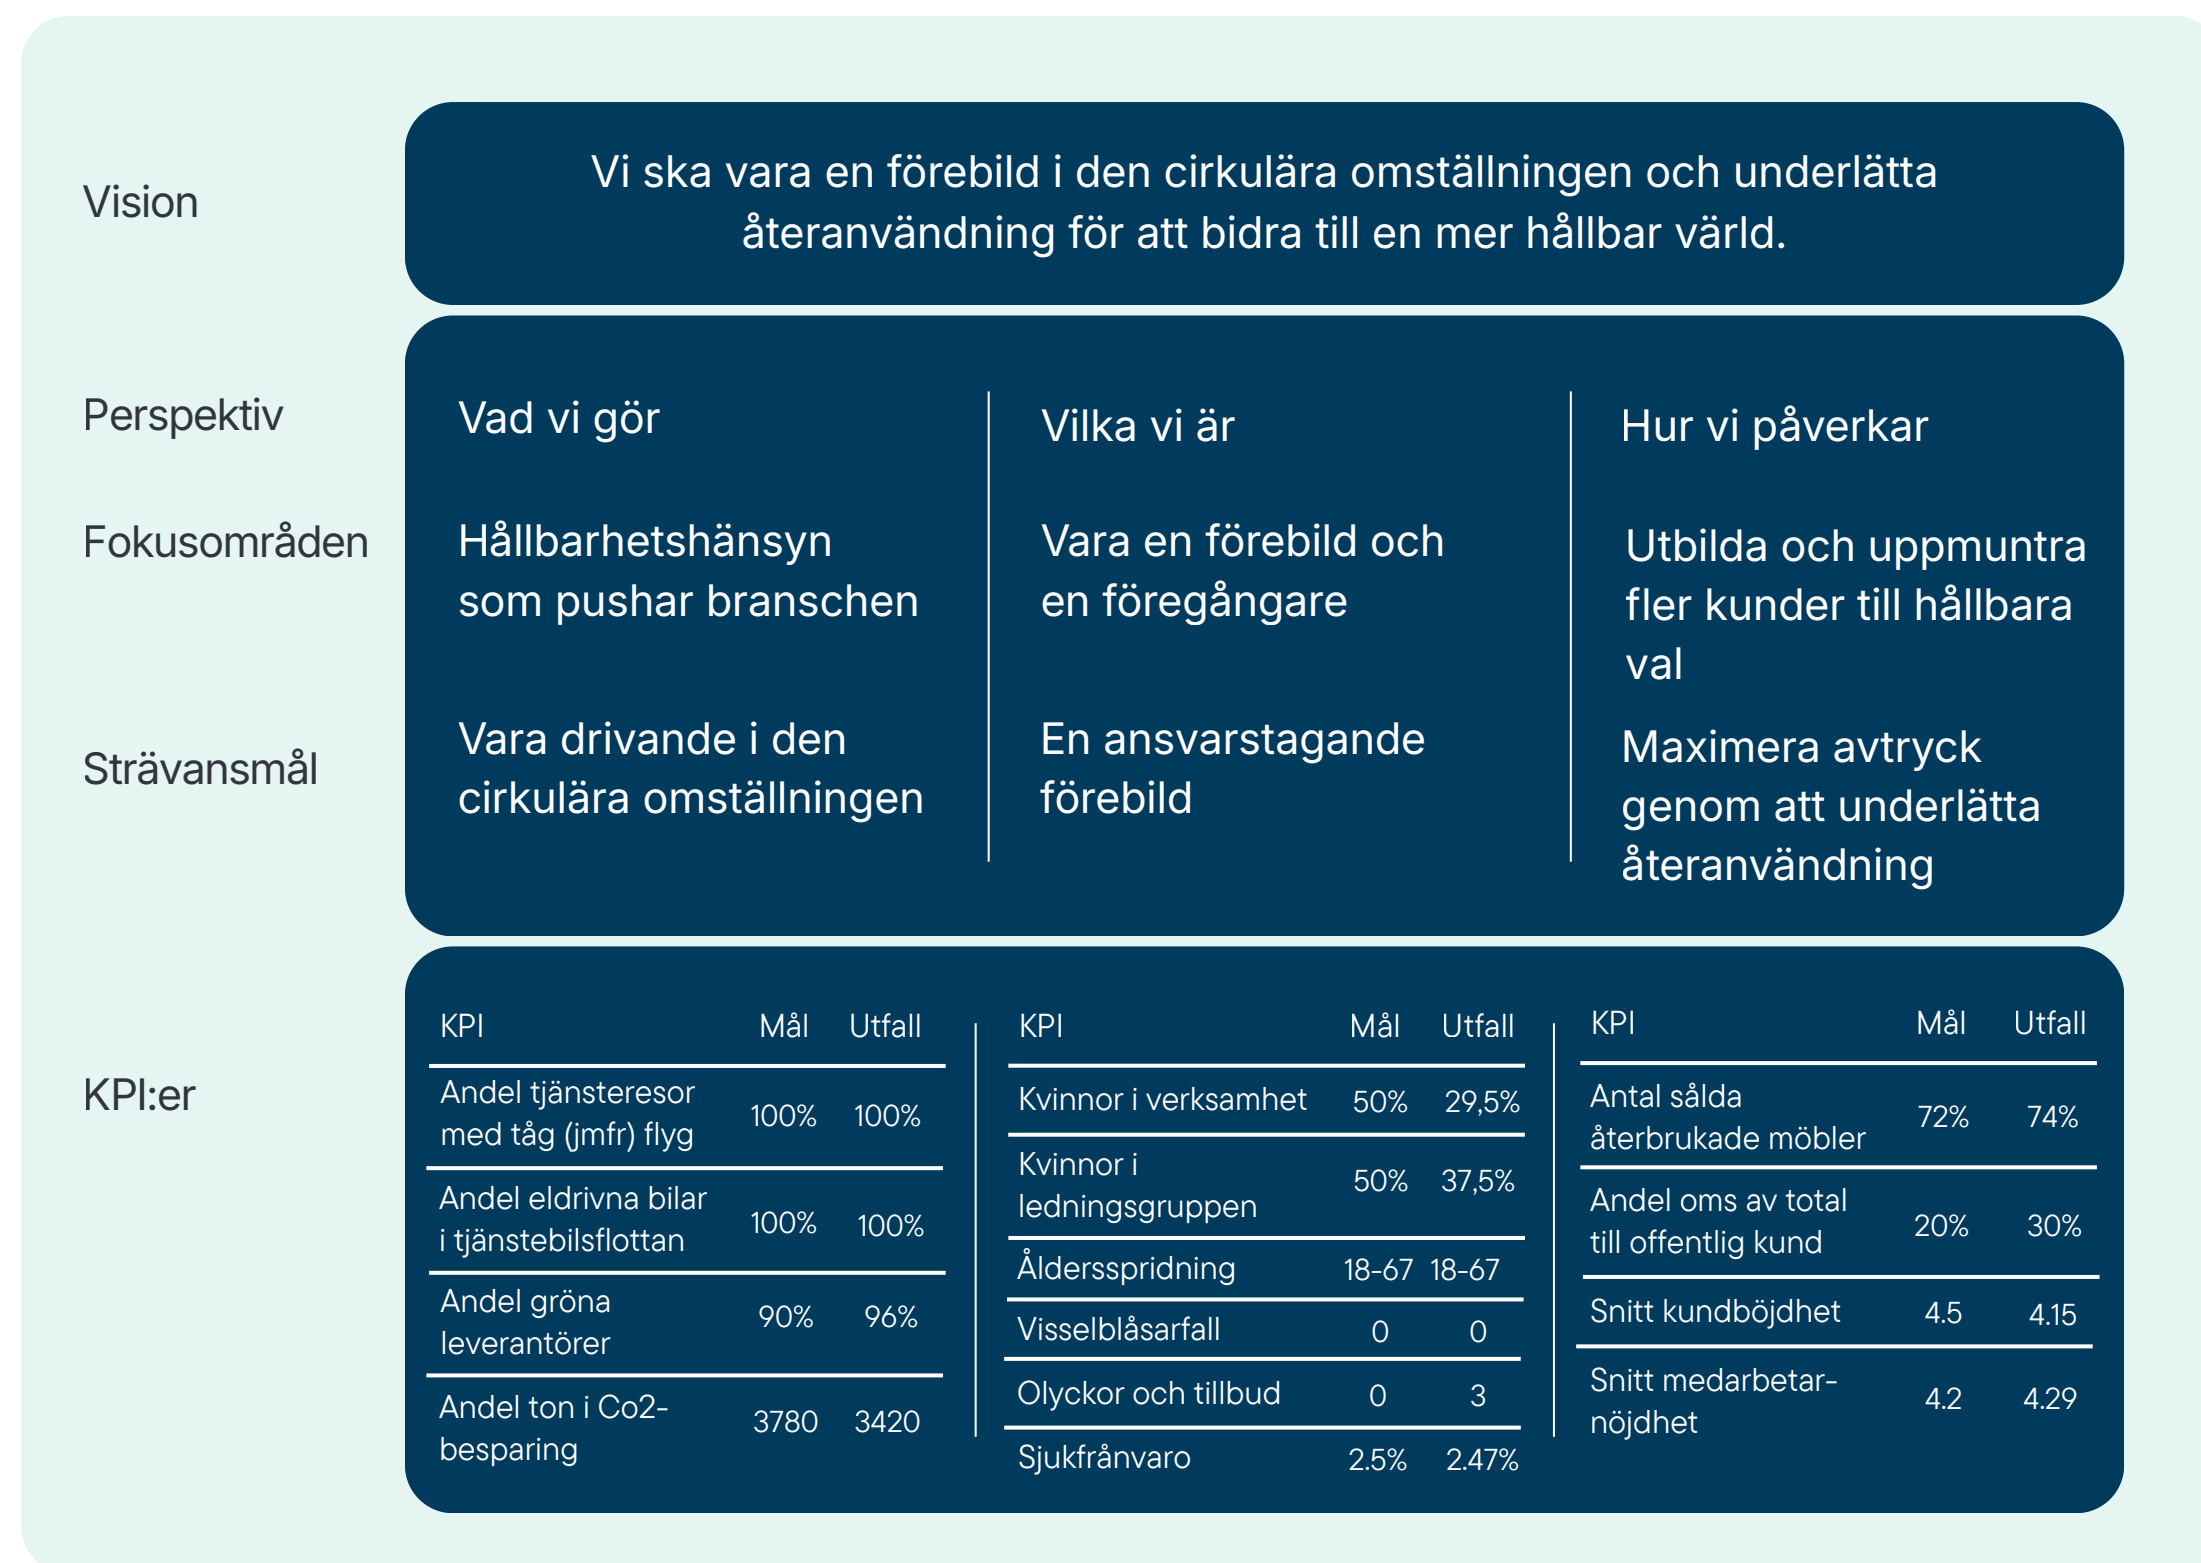 Vision
Vi ska vara en förebild i den cirkulära omställningen och underlätta
återanvändning för att bidra till en mer hållbar värld.
Perspektiv
Vad vi gör
Vilka vi är
Hur vi påverkar
Fokusområden
Hållbarhetshänsyn
som pushar branschen
Vara en förebild och
en föregångare
Utbilda och uppmuntra
fler kunder till hållbara
val
Strävansmål
Vara drivande i den
cirkulära omställningen
En ansvarstagande
förebild
Maximera avtryck
genom att underlätta
återanvändning
KPI:er
KPI Mål Utfall
Andel tjänsteresor
med tåg (jmfr) flyg
100% 100%
Andel eldrivna bilar
i tjänstebilsflottan
100% 100%
Andel gröna
leverantörer
90% 96%
Andel ton i Co2-
besparing
3780 3420
KPI Mål Utfall
Kvinnor i verksamhet 50% 29,5%
Kvinnor i
ledningsgruppen
50% 37,5%
Åldersspridning 18-67 18-67
Visselblåsarfall 0 0
Olyckor och tillbud 0 3
Sjukfrånvaro 2.5% 2.47%
KPI Mål Utfall
Antal sålda
återbrukade möbler
72% 74%
Andel oms av total
till offentlig kund
20% 30%
Snitt kundböjdhet 4.5 4.15
Snitt medarbetar-
nöjdhet
4.2 4.29